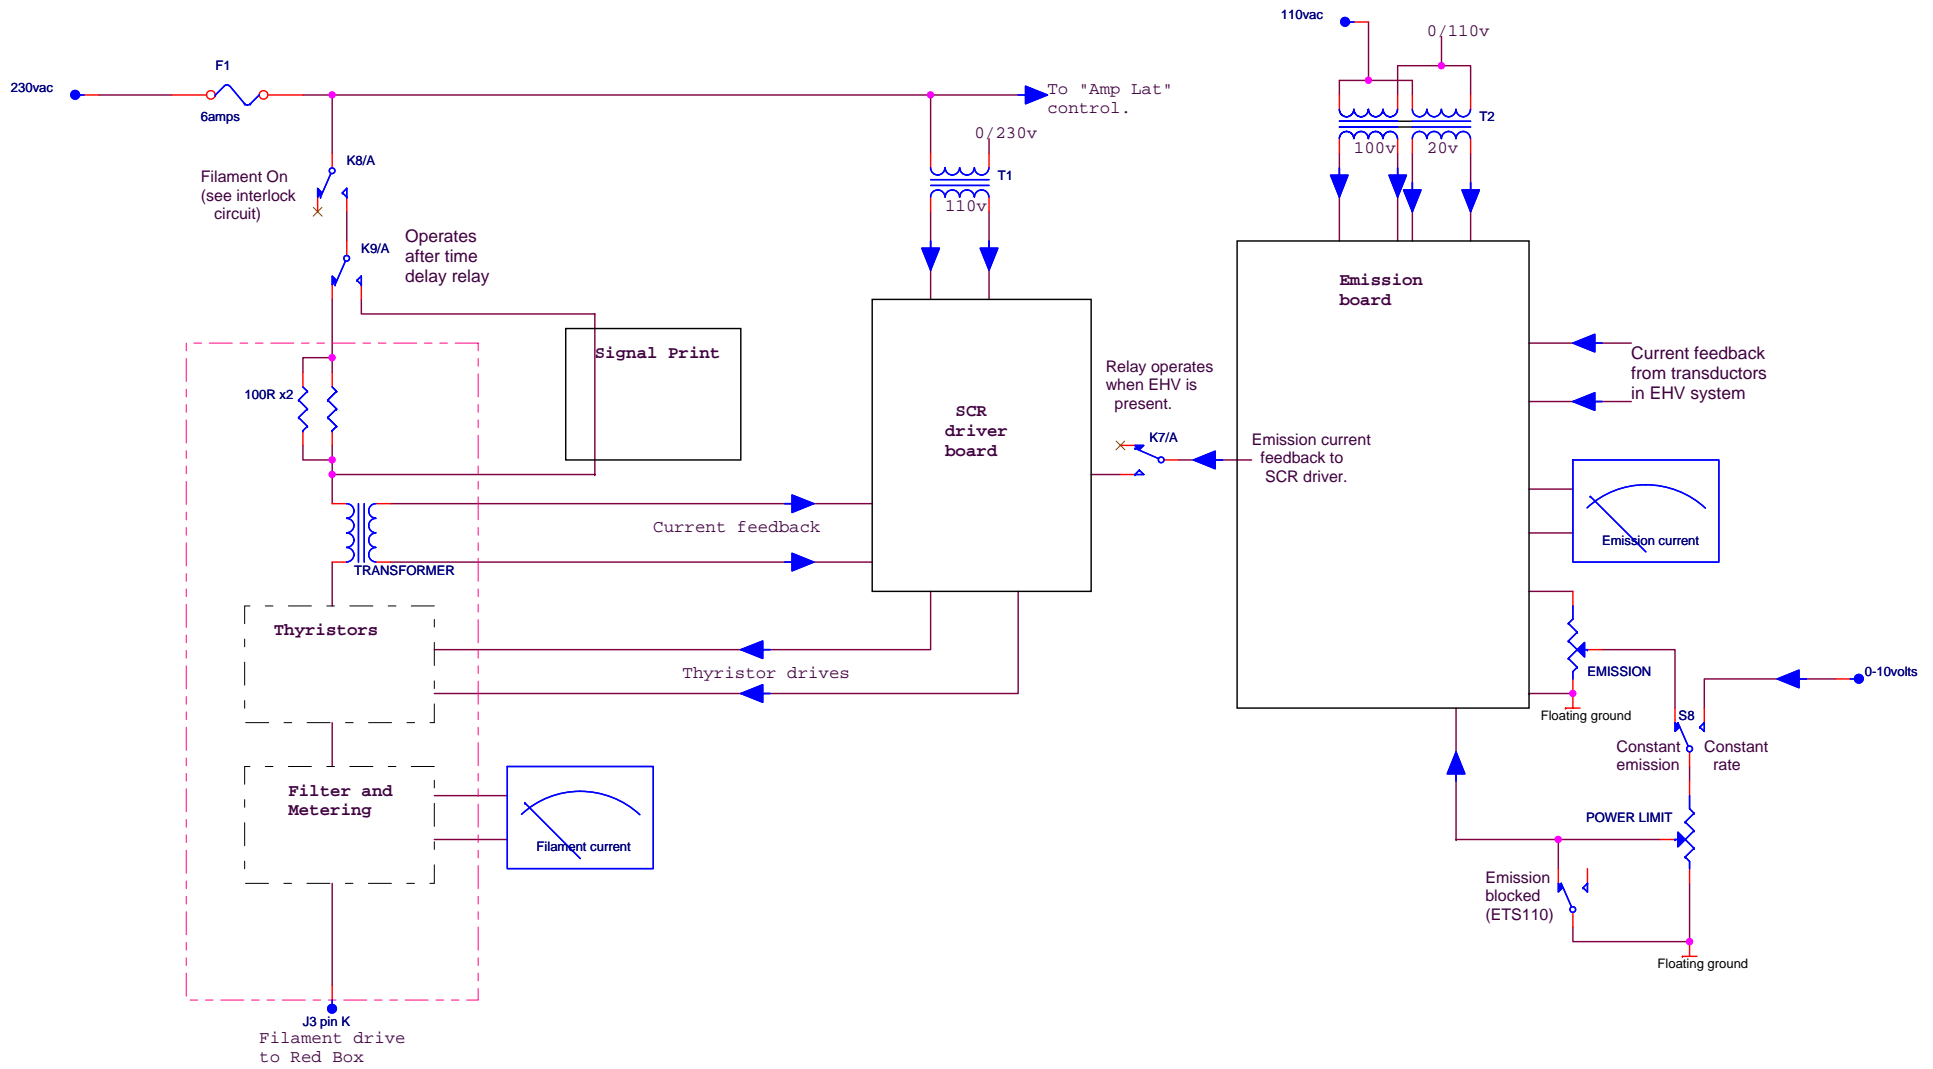 110vac
0/110v
F1
230vac
6amps
To "Amp Lat"
control.
T2
0/230v
100v
20v
K8/A
Filament On
(see interlock
circuit)
T1
110v
K9/A
Operates
after time
delay relay
Emission
board
Signal Print
Current feedback
from transductors
in EHV system
Relay operates
when EHV is
present.
100R x2
SCR
driver
board
K7/A
Emission current
feedback to
SCR driver.
Current feedback
Emission current
TRANSFORMER
Thyristors
Thyristor drives
EMISSION
0-10volts
Floating ground
S8
Constant
emission
Constant
rate
Filter and
Metering
POWER LIMIT
Filament current
Emission
blocked
(ETS110)
Floating ground
J3 pin K
Filament drive
to Red Box